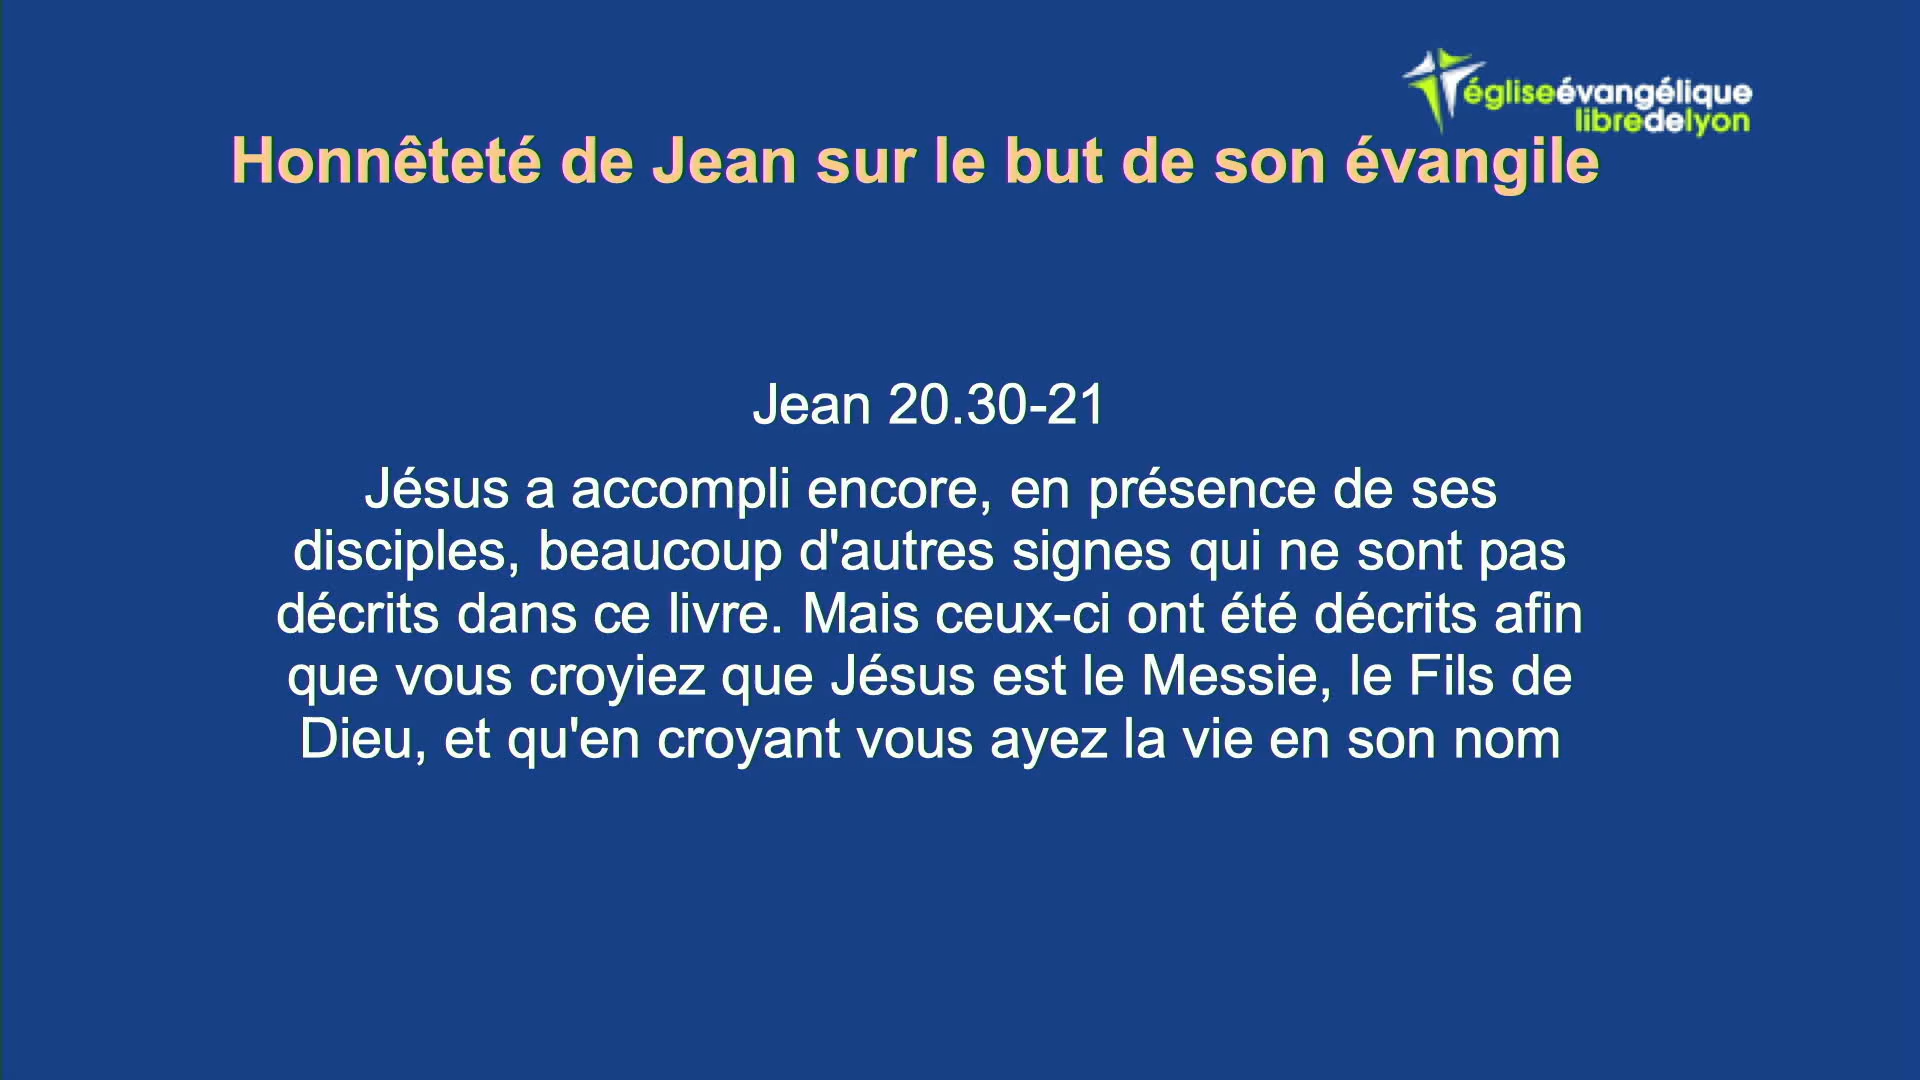 égliseévangélique
libredelyon
Honnêteté de Jean sur le but de son évangile
Jean 20.30-21
Jésus a accompli encore, en présence de ses
disciples, beaucoup d'autres signes qui ne sont pas
décrits dans ce livre. Mais ceux-ci ont été décrits afin
que vous croyiez que Jésus est le Messie, le Fils de
Dieu, et qu'en croyant vous ayez la vie en son nom